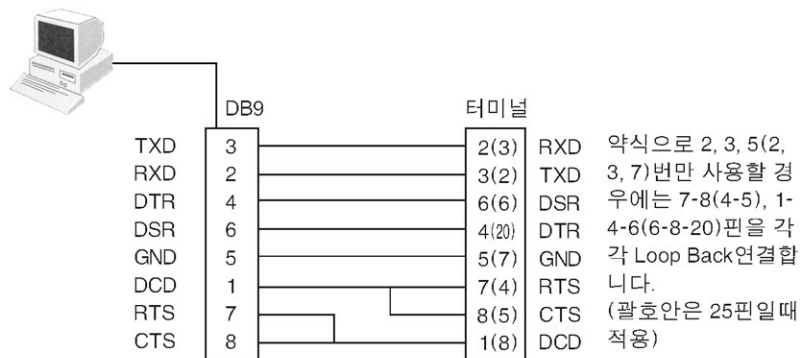 DB9 터미널
TXD 3 2(3) RXD
RXD 2 3(2) TXD
DTR 4 6(6) DSR
DSR 6 4(20) DTR
GND 5 5(7) GND
DCD 1 7(4) RTS
RTS 7 8(5) CTS
CTS 8 1(8) DCD
약식으로 2, 3, 5(2,
3, 7)번만 사용할 경
우에는 7-8(4-5), 1-
4-6(6-8-20)핀을 각
각 Loop Back연결합
니다.
(괄호안은 25핀일때
적용)